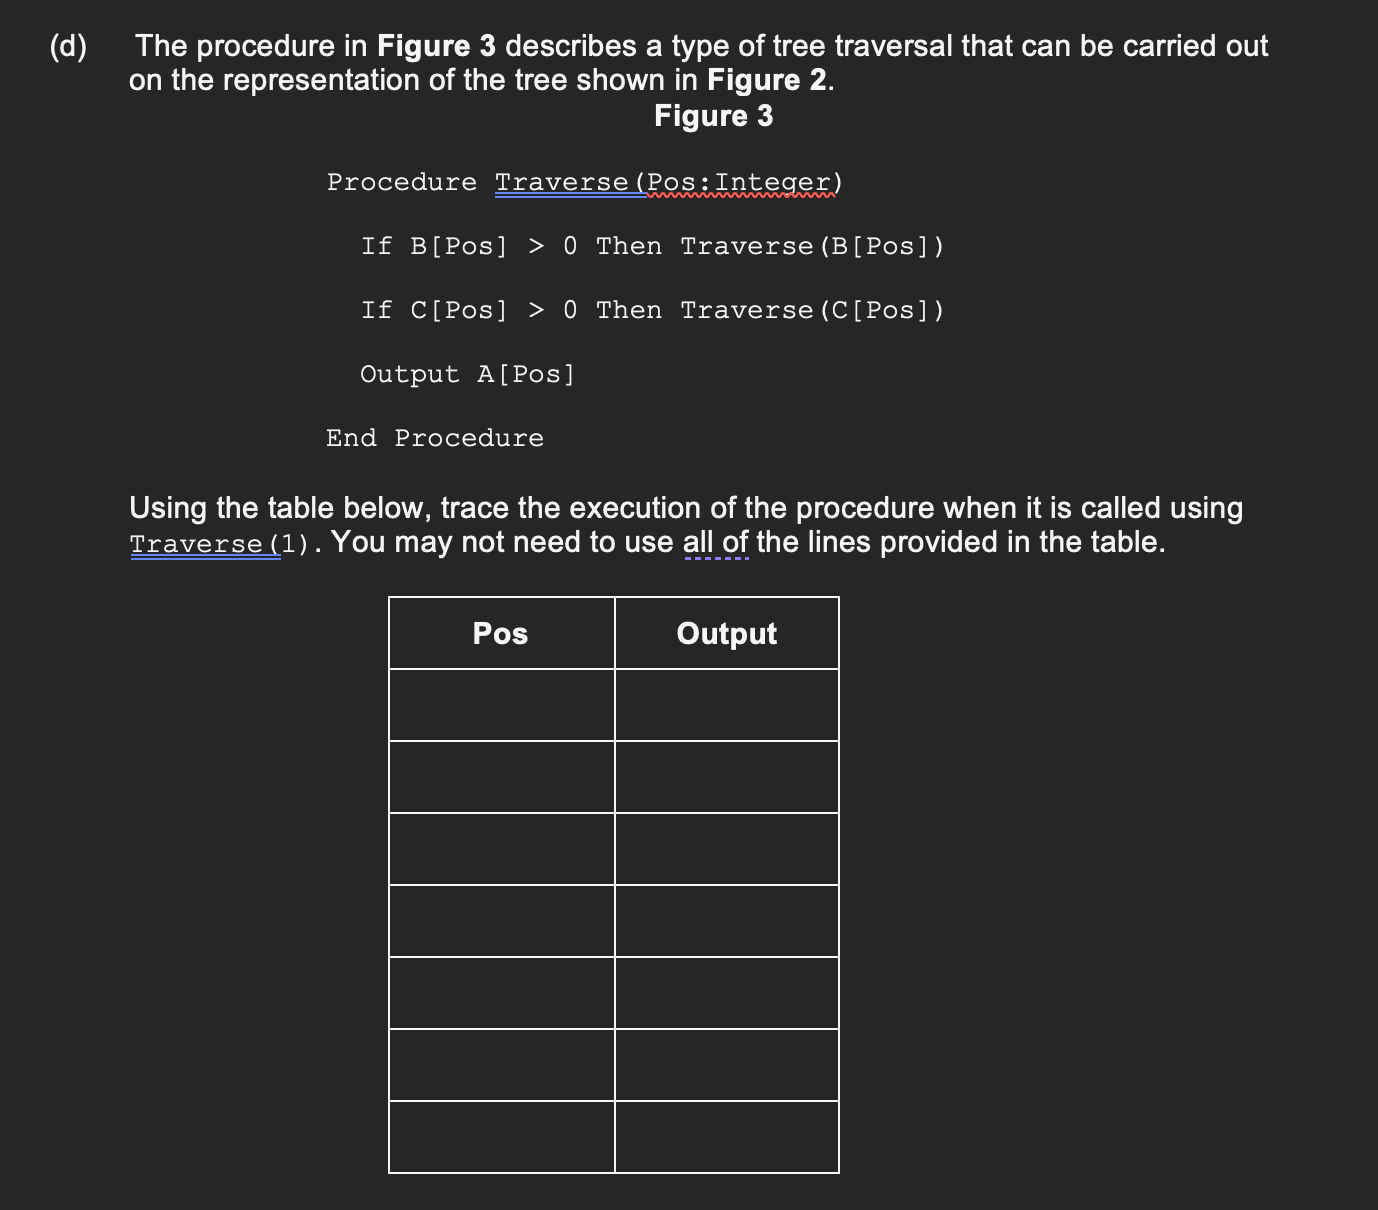 (d) The procedure in Figure 3 describes a type of tree traversal that can be carried out
on the representation of the tree shown in Figure 2.
Figure 3
Procedure Traverse(Pos:Integer)
If B[Pos] > 0 Then Traverse(B[Pos])
If C[Pos] > 0 Then Traverse(C[Pos])
Output A[Pos]
End Procedure
Using the table below, trace the execution of the procedure when it is called using
Traverse(1). You may not need to use all of the lines provided in the table.
Pos Output